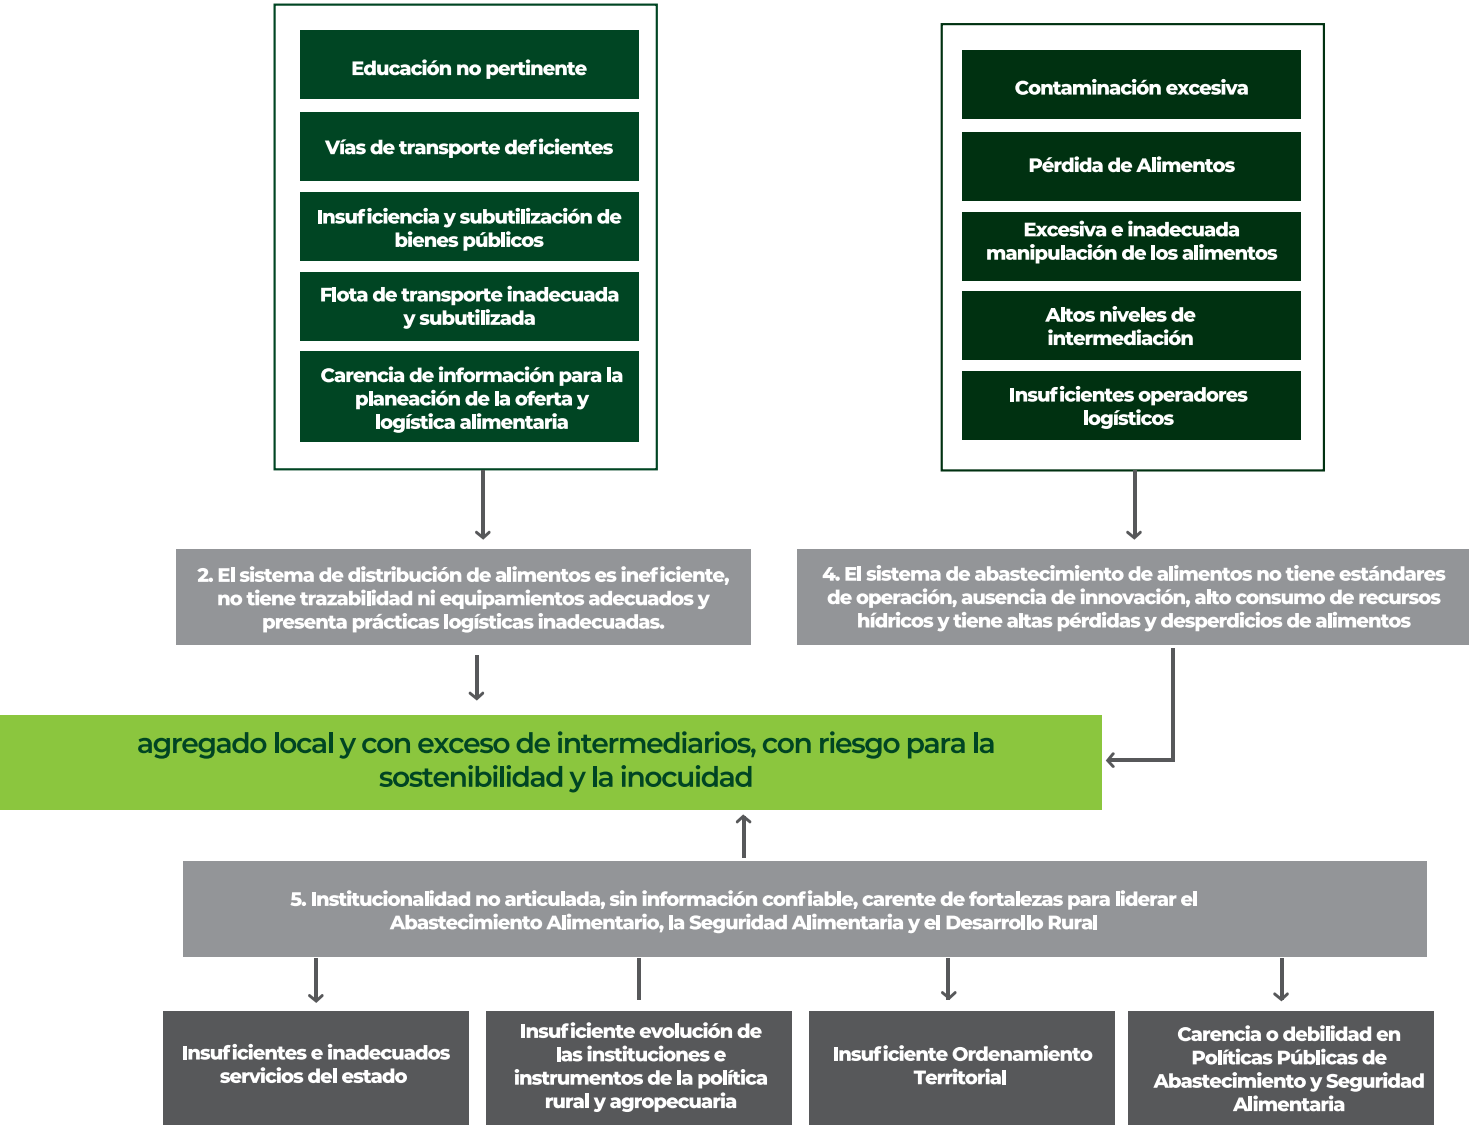 Educación no pertinente
Vías de transporte deficientes
Insuficiencia y subutilización de
bienes públicos
Flota de transporte inadecuada
y subutilizada
Carencia de información para la
planeación de la oferta y
logística alimentaria
Contaminación excesiva
Pérdida de Alimentos
Excesiva e inadecuada
manipulación de los alimentos
Altos niveles de
intermediación
Insuficientes operadores
logísticos
2. El sistema de distribución de alimentos es ineficiente,
no tiene trazabilidad ni equipamientos adecuados y
presenta prácticas logísticas inadecuadas.
4. El sistema de abastecimiento de alimentos no tiene estándares
de operación, ausencia de innovación, alto consumo de recursos
hídricos y tiene altas pérdidas y desperdicios de alimentos
agregado local y con exceso de intermediarios, con riesgo para la
sostenibilidad y la inocuidad
5. Institucionalidad no articulada, sin información confiable, carente de fortalezas para liderar el
Abastecimiento Alimentario, la Seguridad Alimentaria y el Desarrollo Rural
Insuficientes e inadecuados
servicios del estado
Insuficiente evolución de
las instituciones e
instrumentos de la política
rural y agropecuaria
Insuficiente Ordenamiento
Territorial
Carencia o debilidad en
Políticas Públicas de
Abastecimiento y Seguridad
Alimentaria